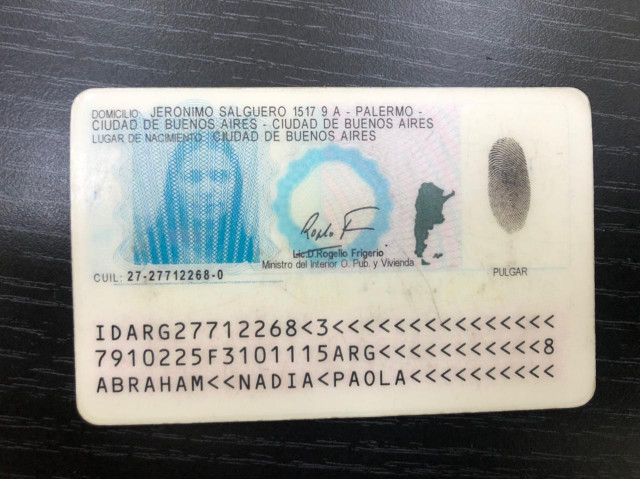 DOMICILIO: JERONIMO SALGUERO 1517 9 A - PALERMO -
CIUDAD DE BUENOS AIRES - CIUDAD DE BUENOS AIRES
LUGAR DE NACIMIENTO: CIUDAD DE BUENOS AIRES
Lic.D.Rogelio Frigerio
Ministro del Interior O. Pub. y Vivienda
CUIL: 27-27712268-0
PULGAR
IDARG27712268<3<<<<<<<<<<<<<<<
7910225F3101115ARG<<<<<<<<<<<8
ABRAHAM<<NADIA<PAOLA<<<<<<<<<<